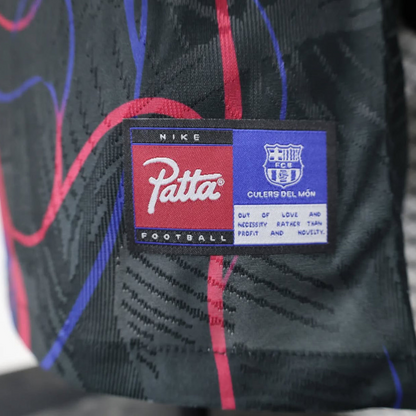 NIKE
Patta®
FOOTBALL
FCB
CULERS DEL MÓN
OUT OF LOVE AND
NECESSITY RATHER THAN
PROFIT AND NOVELTY.